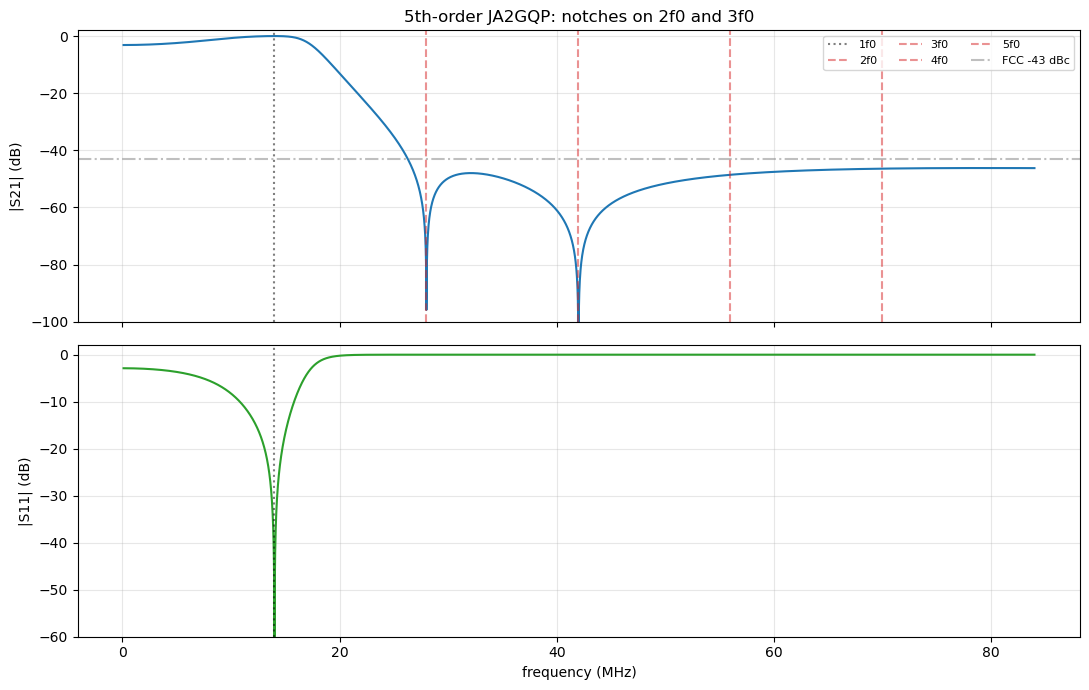 5th-order JA2GQP: notches on 2f0 and 3f0
|S21| (dB)
0
−20
−40
−60
−80
−100
1f0
2f0
3f0
4f0
5f0
FCC -43 dBc
|S11| (dB)
0
−10
−20
−30
−40
−50
−60
0
20
40
60
80
frequency (MHz)